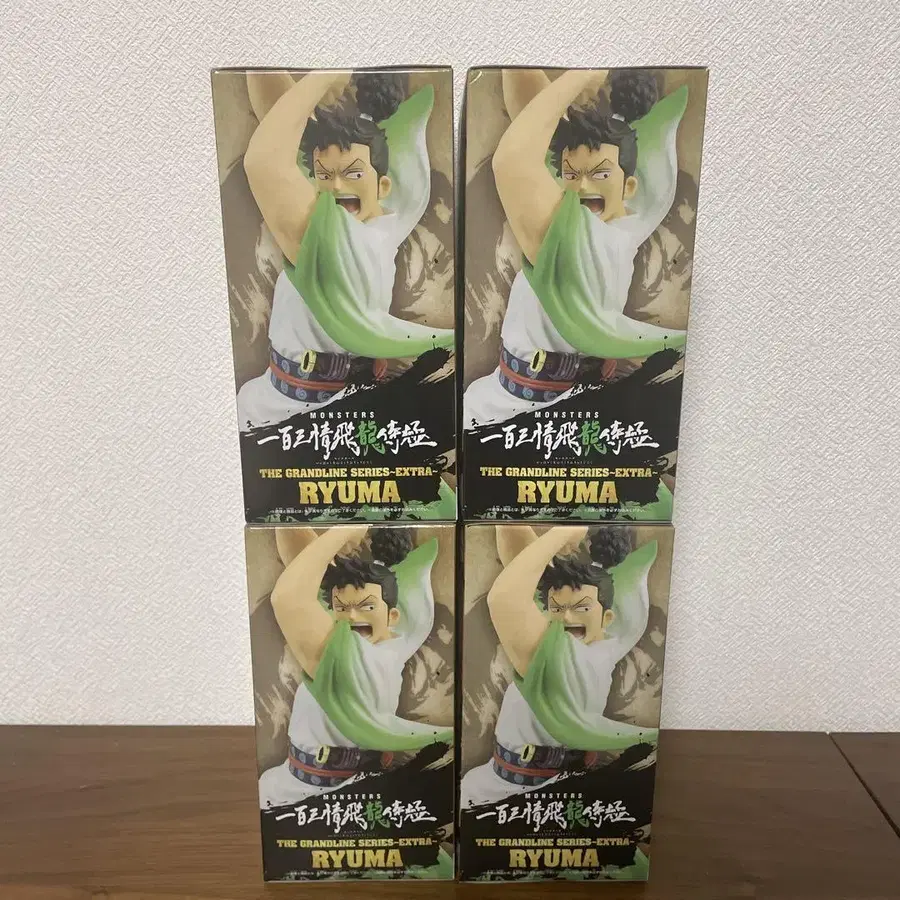 MONSTERS
一百三情飛龍侍極
THE GRANDLINE SERIES~EXTRA~
RYUMA
MONSTERS
一百三情飛龍侍極
THE GRANDLINE SERIES~EXTRA~
RYUMA
MONSTERS
一百三情飛龍侍極
THE GRANDLINE SERIES~EXTRA~
RYUMA
MONSTERS
一百三情飛龍侍極
THE GRANDLINE SERIES~EXTRA~
RYUMA